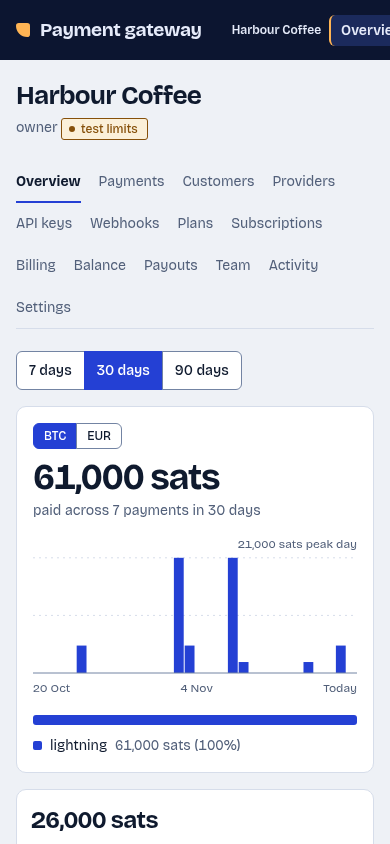 Payment gateway Harbour Coffee Overvie
Harbour Coffee
owner test limits
Overview Payments Customers Providers
API keys Webhooks Plans Subscriptions
Billing Balance Payouts Team Activity
Settings
7 days 30 days 90 days
BTC EUR
61,000 sats
paid across 7 payments in 30 days
21,000 sats peak day
20 Oct 4 Nov Today
lightning 61,000 sats (100%)
26,000 sats